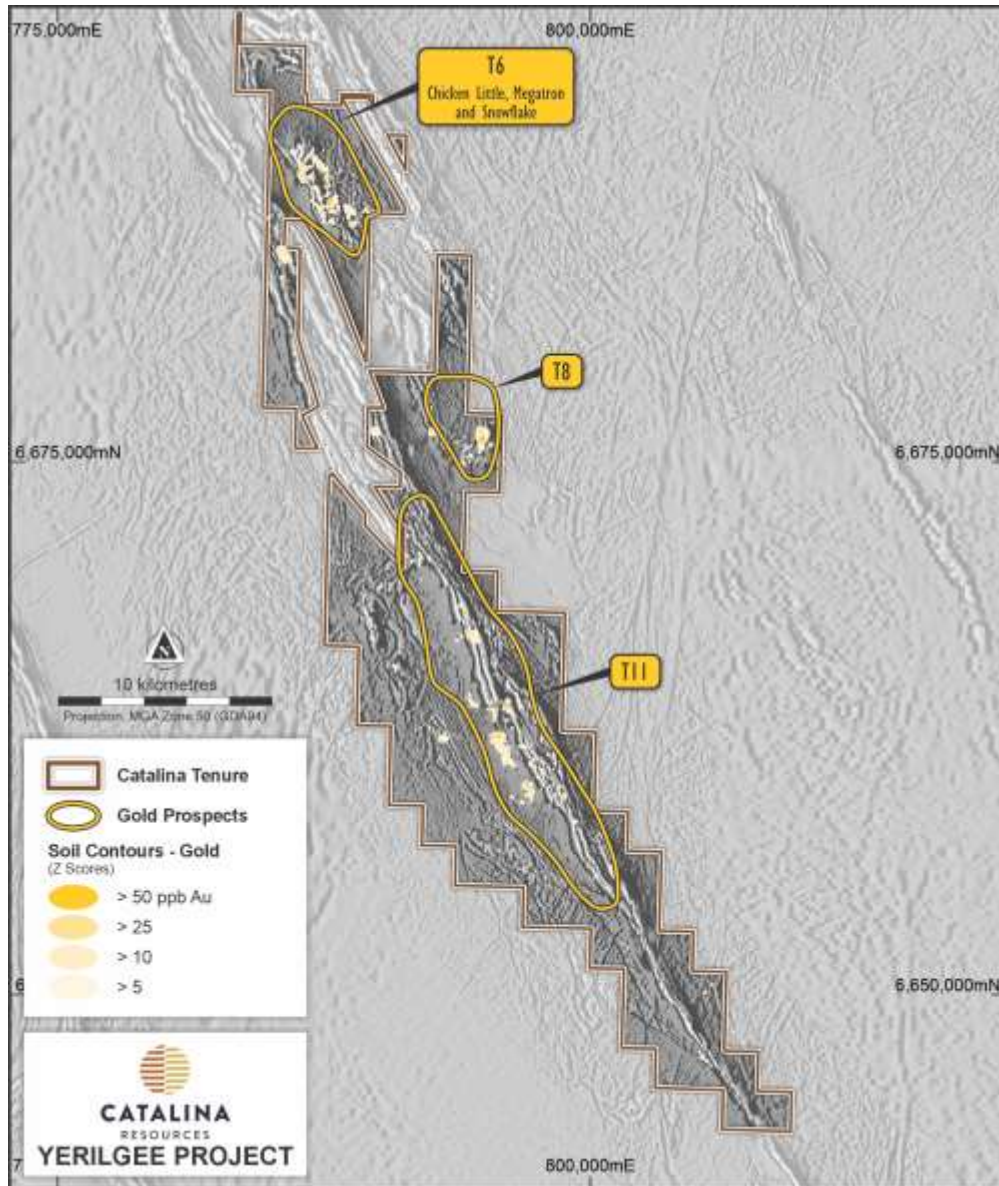 775,000mE
800,000mE
T6
Chicken Little, Megatron
and Snowflake
T8
6,675,000mN
6,675,000mN
T11
10 kilometres
Projection: MGA Zone 50 (GDA94)
Catalina Tenure
Gold Prospects
Soil Contours - Gold
(Z Scores)
> 50 ppb Au
> 25
> 10
> 5
6
6,650,000mN
CATALINA
RESOURCES
YERILGEE PROJECT
7
800,000mE